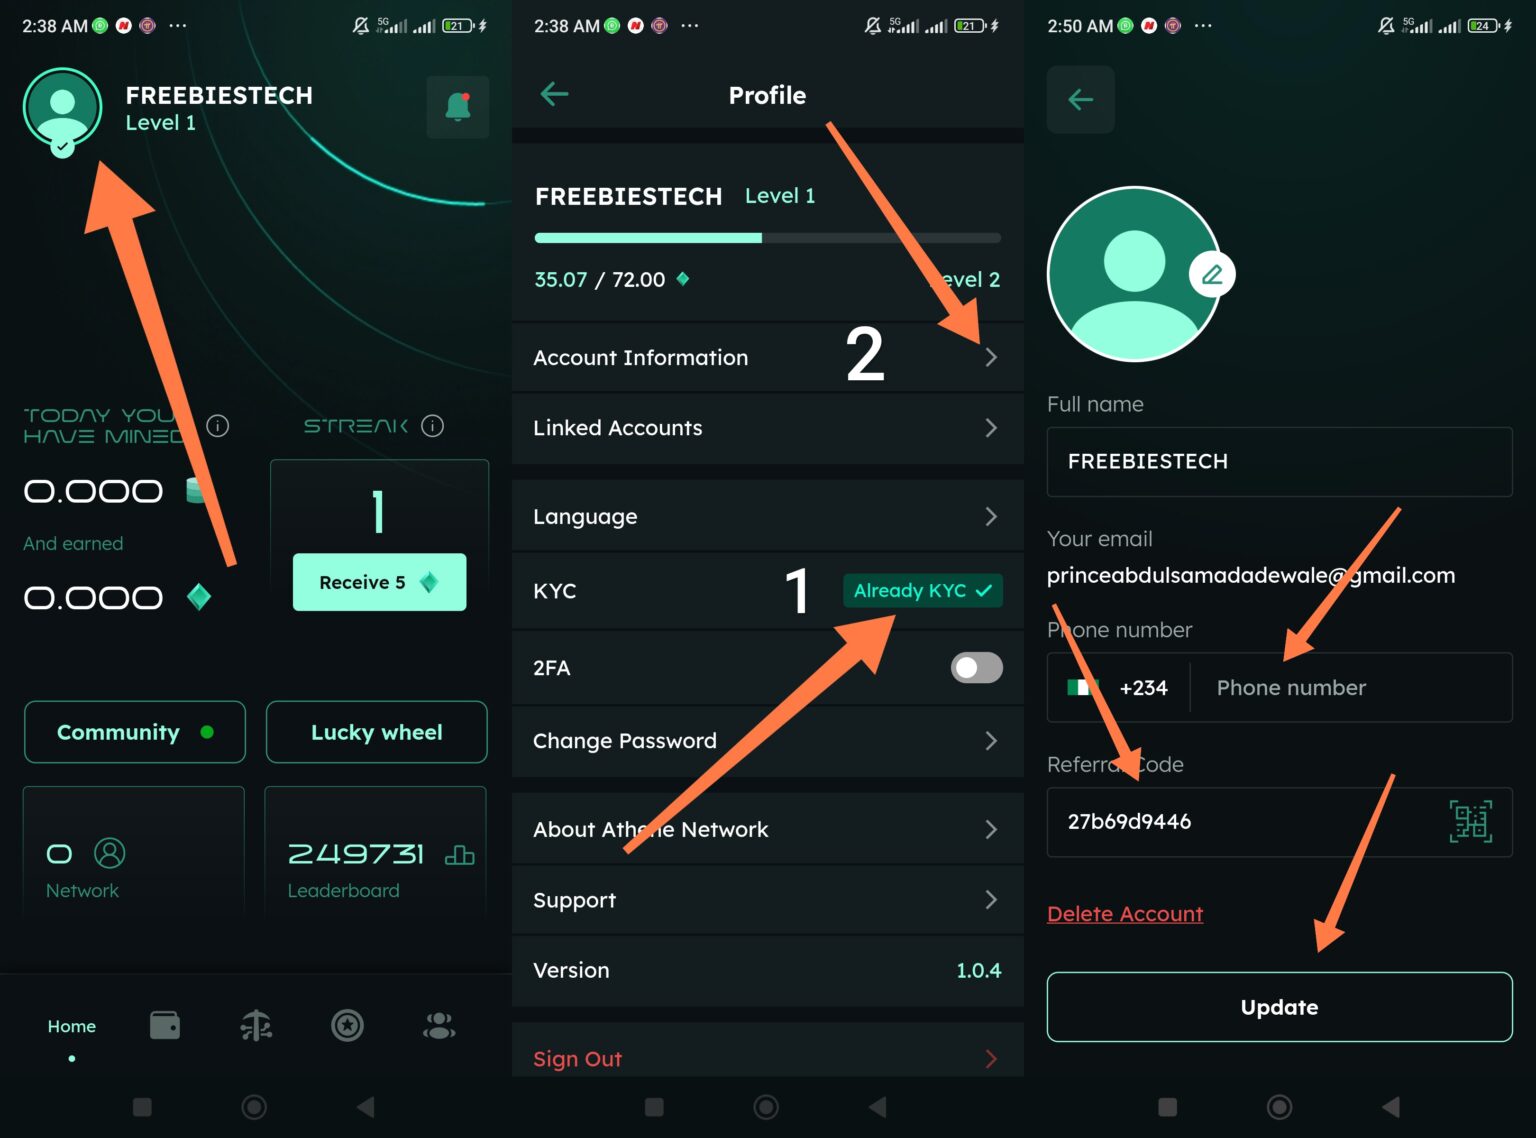 2:38 AM
5G
21
FREEBIESTECH
Level 1
TODAY YOU
HAVE MINED
STREAK
0.000
1
And earned
Receive 5
0.000
Community
Lucky wheel
0
249731
Network
Leaderboard
Home
2:38 AM
5G
21
Profile
FREEBIESTECH
Level 1
35.07 / 72.00
Level 2
Account Information
2
Linked Accounts
Language
KYC
1
Already KYC
2FA
Change Password
About Athene Network
Support
Version
1.0.4
Sign Out
2:50 AM
5G
24
Full name
FREEBIESTECH
Your email
princeabdulsamadadewale@gmail.com
Phone number
+234
Phone number
Referral Code
27b69d9446
Delete Account
Update